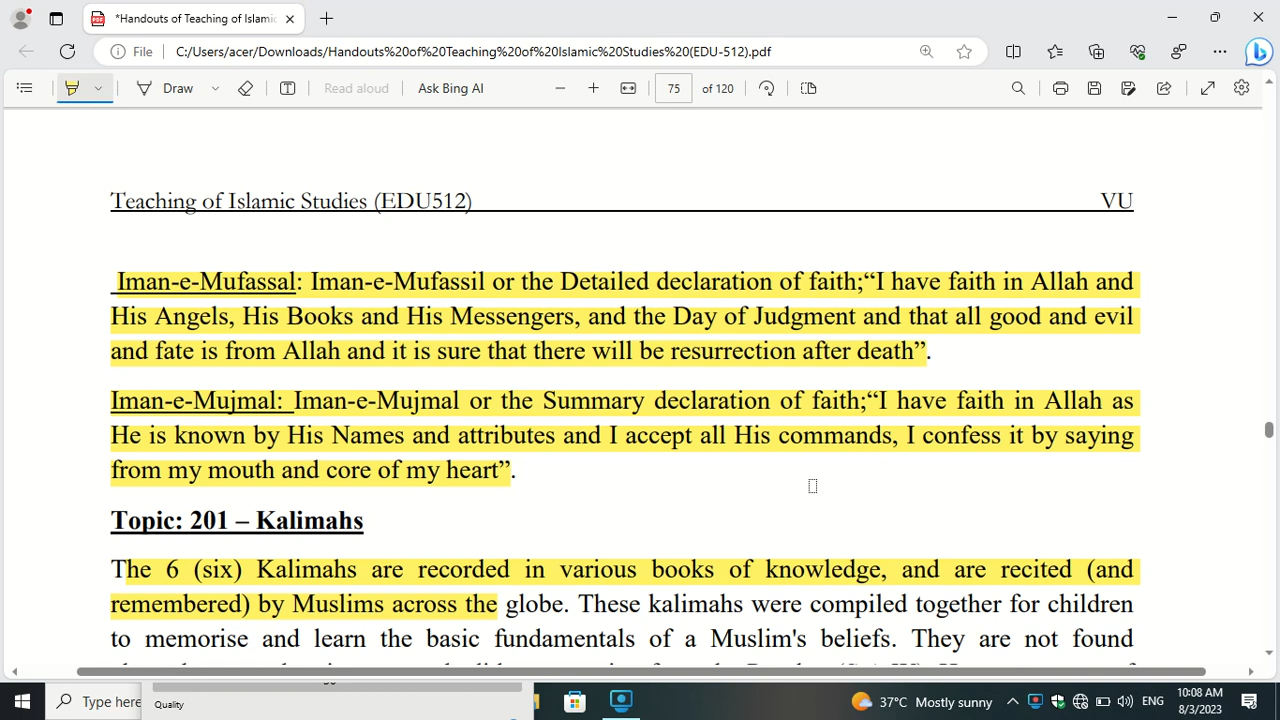 *Handouts of Teaching of Islamic
File
C:/Users/acer/Downloads/Handouts%20of%20Teaching%20of%20Islamic%20Studies%20(EDU-512).pdf
Draw
Read aloud
Ask Bing AI
75 of 120
Teaching of Islamic Studies (EDU512) VU
Iman-e-Mufassal: Iman-e-Mufassil or the Detailed declaration of faith;“I have faith in Allah and
His Angels, His Books and His Messengers, and the Day of Judgment and that all good and evil
and fate is from Allah and it is sure that there will be resurrection after death”.
Iman-e-Mujmal: Iman-e-Mujmal or the Summary declaration of faith;“I have faith in Allah as
He is known by His Names and attributes and I accept all His commands, I confess it by saying
from my mouth and core of my heart”.
Topic: 201 – Kalimahs
The 6 (six) Kalimahs are recorded in various books of knowledge, and are recited (and
remembered) by Muslims across the globe. These kalimahs were compiled together for children
to memorise and learn the basic fundamentals of a Muslim's beliefs. They are not found
Type here
Quality
37°C Mostly sunny
ENG
10:08 AM
8/3/2023